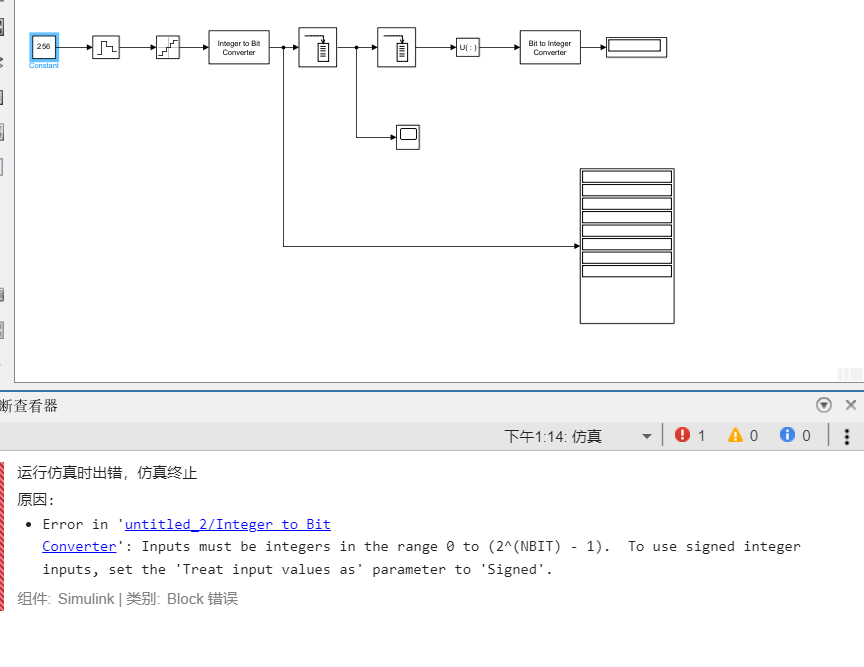 256
Constant
Integer to Bit
Converter
U( : )
Bit to Integer
Converter
断查看器
下午1:14: 仿真
1
0
0
运行仿真时出错，仿真终止
原因:
Error in 'untitled_2/Integer to Bit
Converter': Inputs must be integers in the range 0 to (2^(NBIT) - 1).  To use signed integer
inputs, set the 'Treat input values as' parameter to 'Signed'.
组件: Simulink | 类别: Block 错误